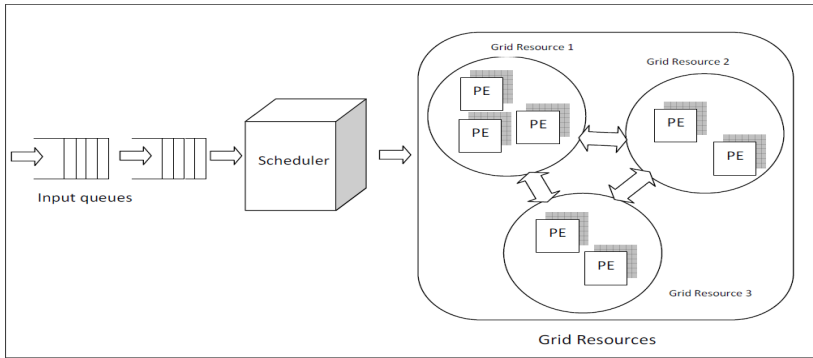 Grid Resource 1
Grid Resource 2
PE
PE
PE
PE
PE
Scheduler
Input queues
PE
PE
Grid Resource 3
Grid Resources